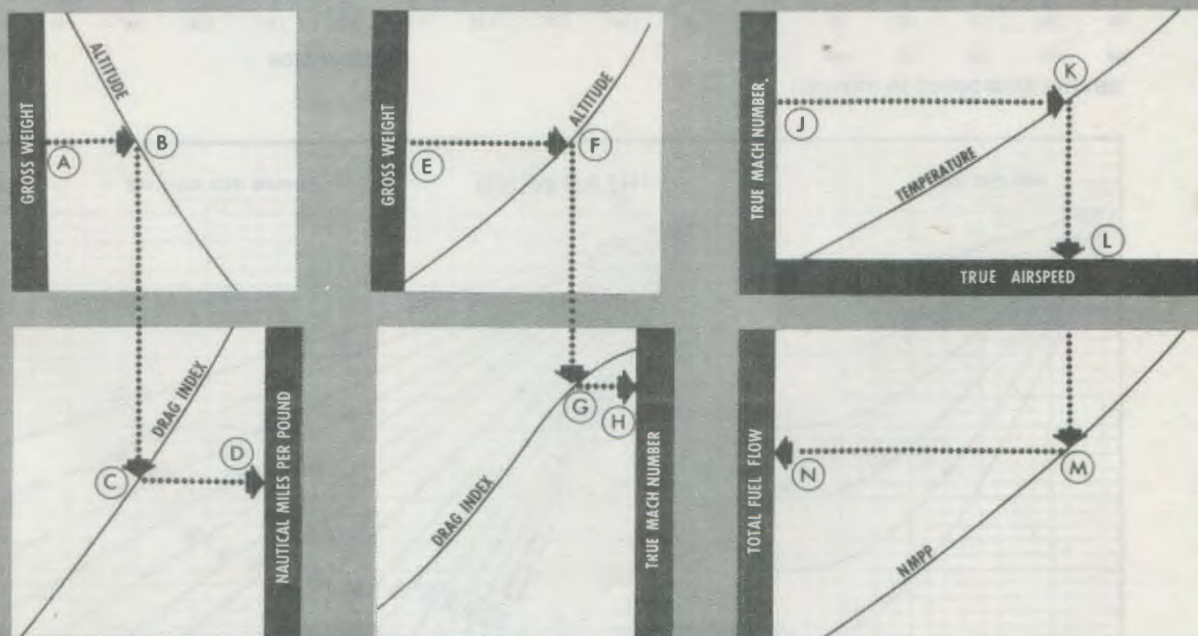 GROSS WEIGHT
ALTITUDE
A
B
DRAG INDEX
C
D
NAUTICAL MILES PER POUND
GROSS WEIGHT
ALTITUDE
E
F
DRAG INDEX
G
H
TRUE MACH NUMBER
TRUE MACH NUMBER.
J
K
TEMPERATURE
L
TRUE AIRSPEED
TOTAL FUEL FLOW
N
M
NMPP